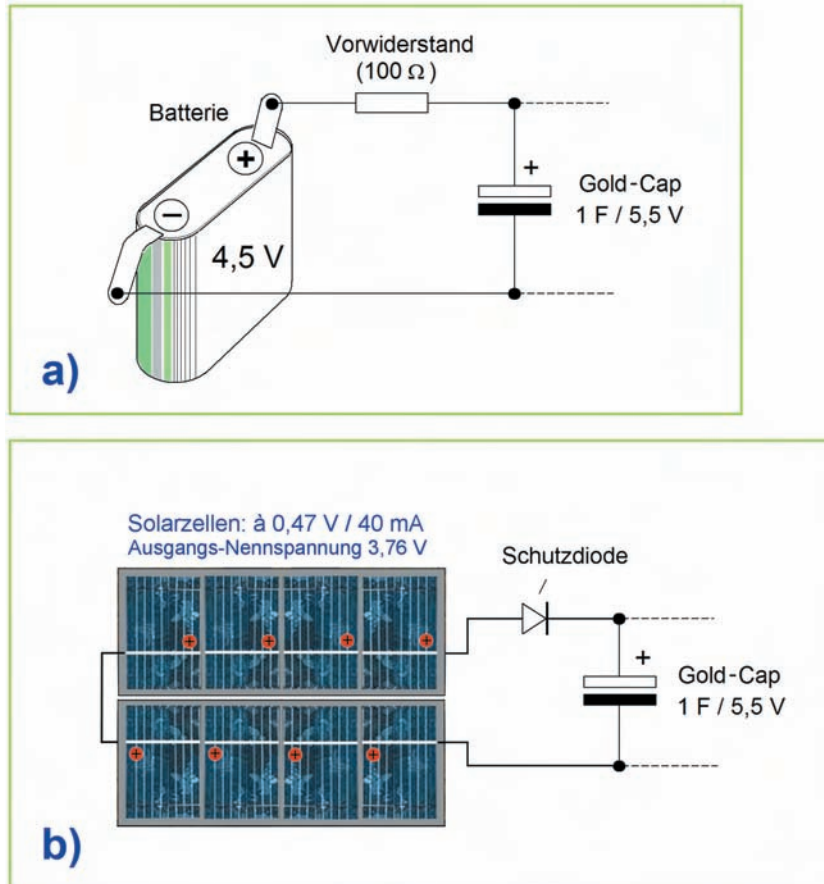 Vorwiderstand
(100 Ω)
Batterie
+
−
4,5 V
+
Gold-Cap
1 F / 5,5 V
a)
Solarzellen: à 0,47 V / 40 mA
Ausgangs-Nennspannung 3,76 V
Schutzdiode
+ + + +
+
Gold-Cap
1 F / 5,5 V
+ + + +
b)